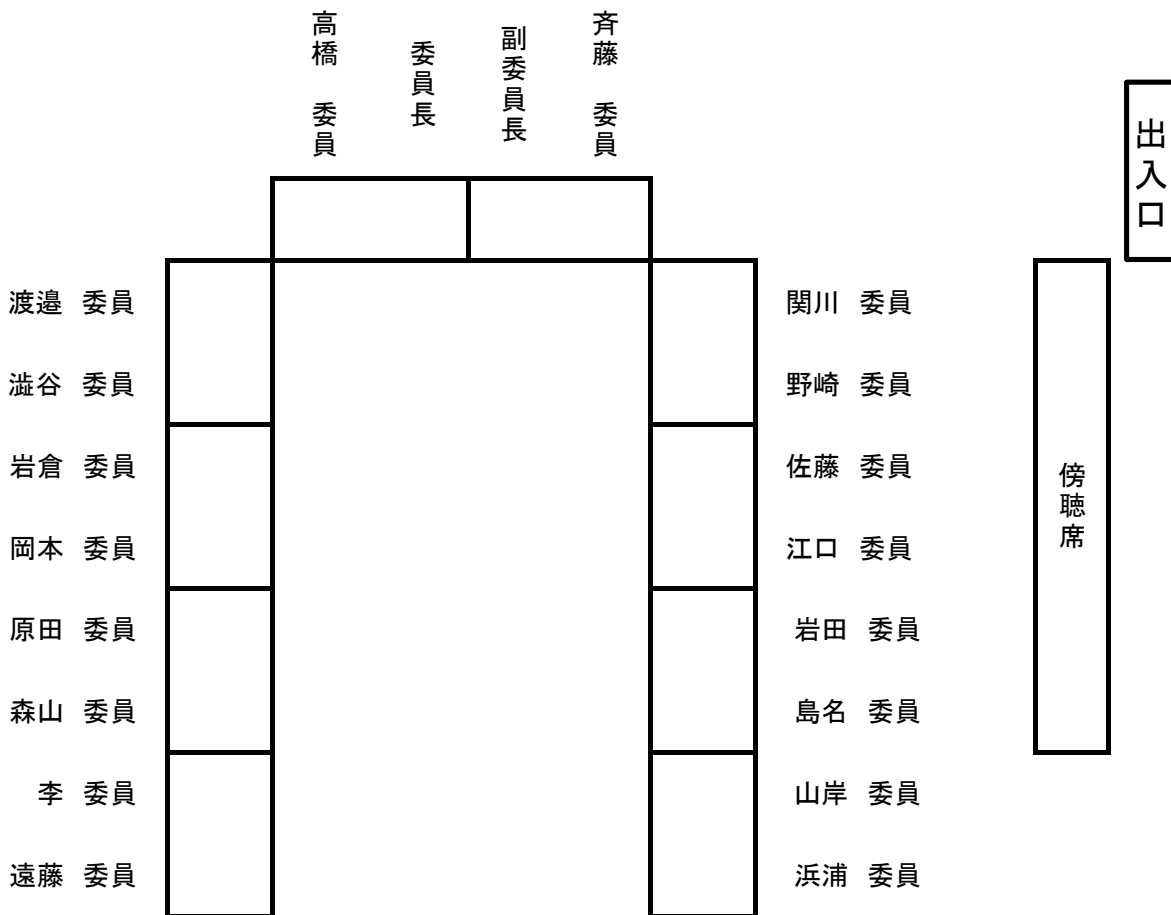 高橋 委員
委員長
副委員長
斉藤 委員
出入口
渡邉 委員
澁谷 委員
岩倉 委員
岡本 委員
原田 委員
森山 委員
李 委員
遠藤 委員
関川 委員
野崎 委員
佐藤 委員
江口 委員
岩田 委員
島名 委員
山岸 委員
浜浦 委員
傍聴席